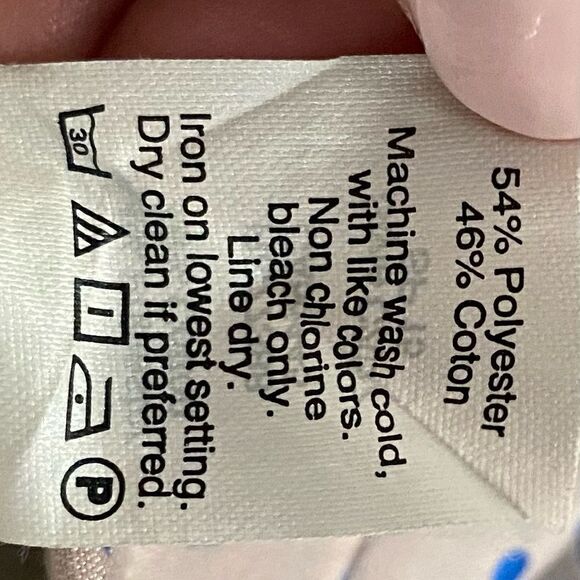 54% Polyester
46% Coton
Machine wash cold,
with like colors.
Non chlorine
bleach only.
Line dry.
Iron on lowest setting.
Dry clean if preferred.
30 P